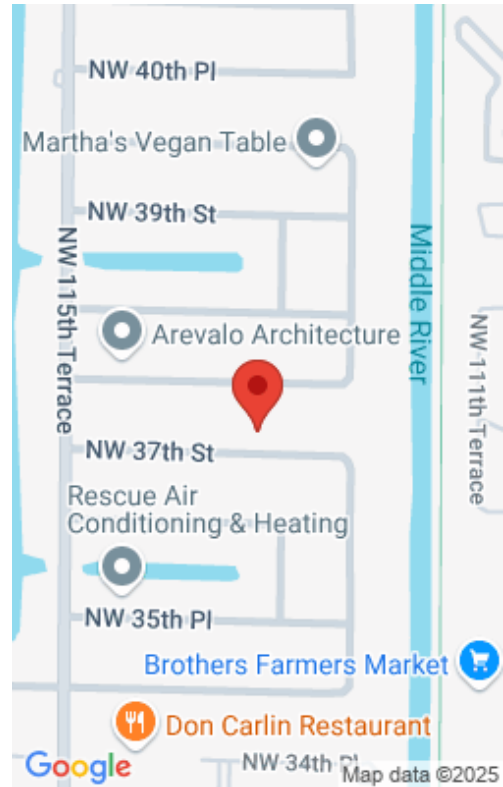 NW 40th Pl
Martha's Vegan Table
NW 39th St
Middle River
NW 115th Terrace
Arevalo Architecture
NW 111th Terrace
NW 37th St
Rescue Air
Conditioning & Heating
NW 35th Pl
Brothers Farmers Market
Don Carlin Restaurant
NW 34th Pl
Google
Map data ©2025